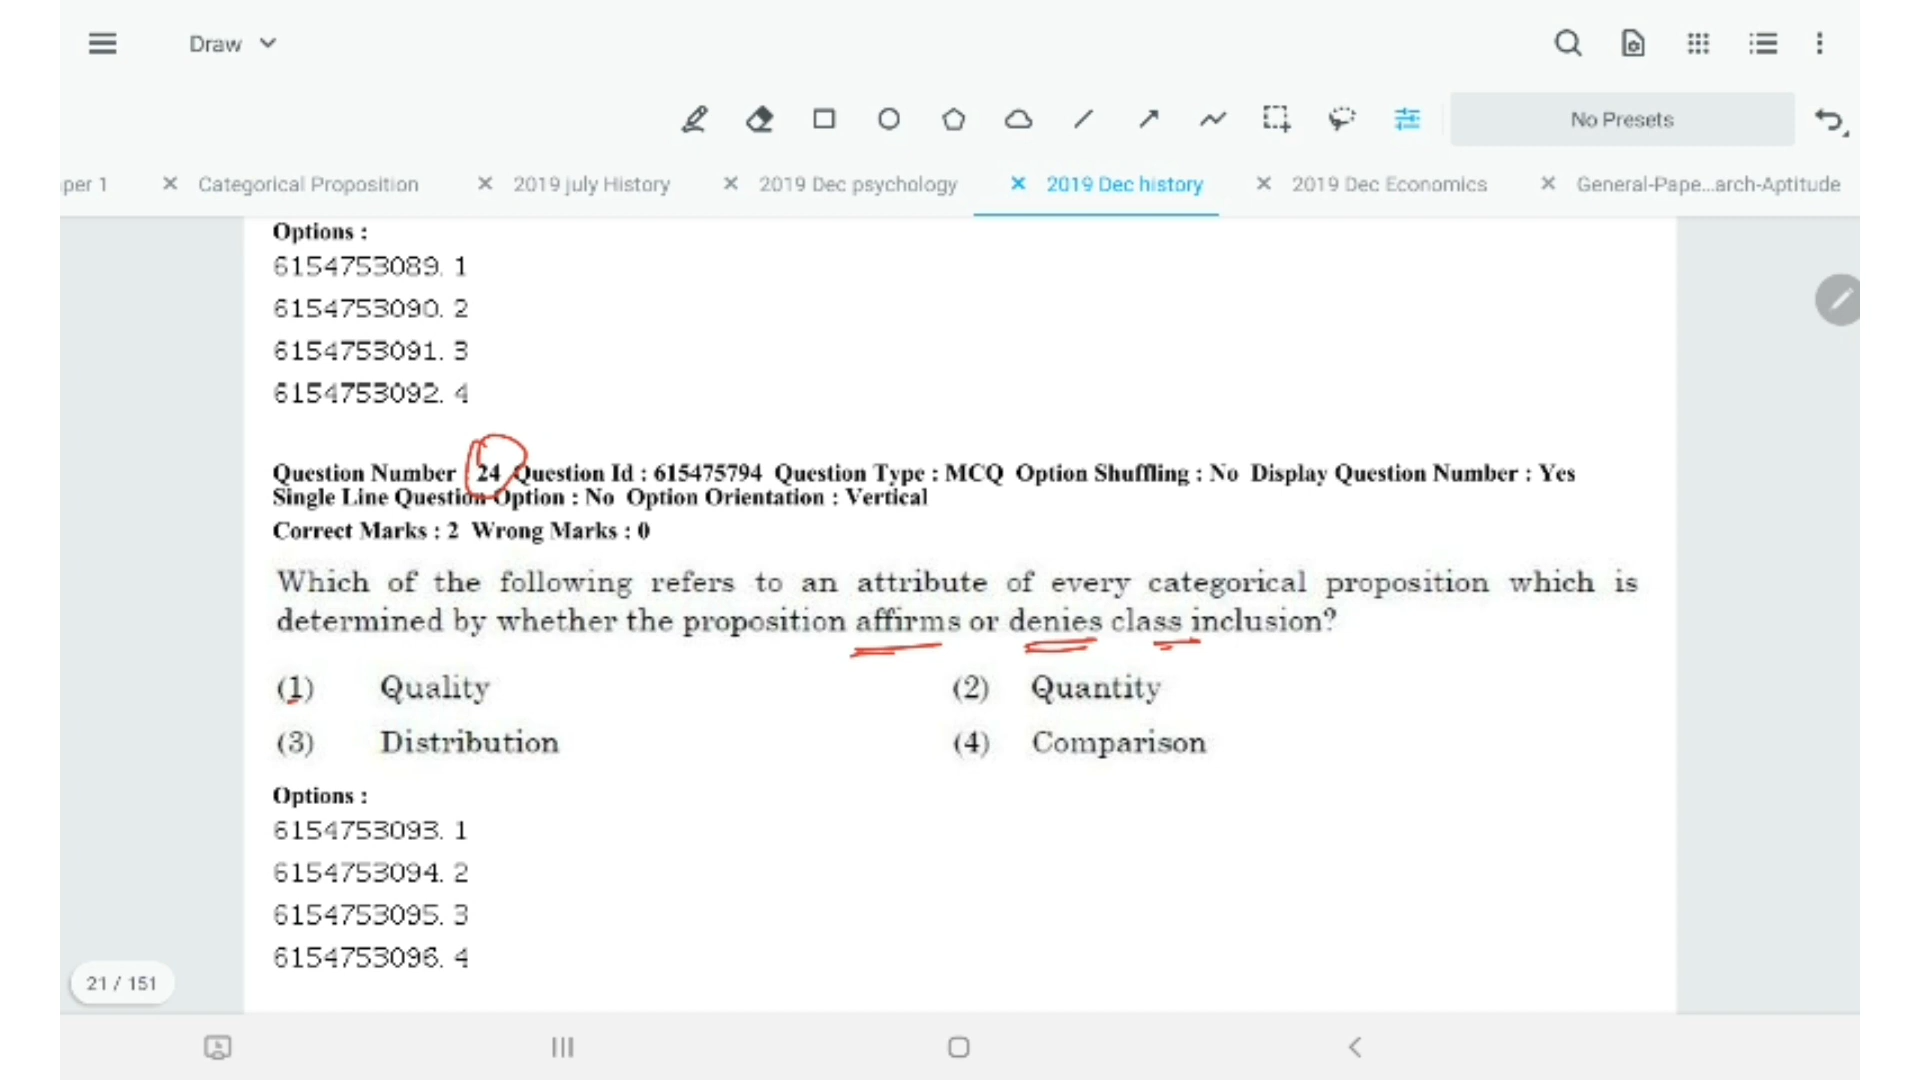 Draw
No Presets
per 1
Categorical Proposition
2019 july History
2019 Dec psychology
2019 Dec history
2019 Dec Economics
General-Pape...arch-Aptitude
Options :
6154753089. 1
6154753090. 2
6154753091. 3
6154753092. 4
Question Number 24 Question Id : 615475794 Question Type : MCQ Option Shuffling : No Display Question Number : Yes
Single Line Question Option : No Option Orientation : Vertical
Correct Marks : 2 Wrong Marks : 0
Which of the following refers to an attribute of every categorical proposition which is
determined by whether the proposition affirms or denies class inclusion?
(1) Quality (2) Quantity
(3) Distribution (4) Comparison
Options :
6154753093. 1
6154753094. 2
6154753095. 3
6154753096. 4
21 / 151